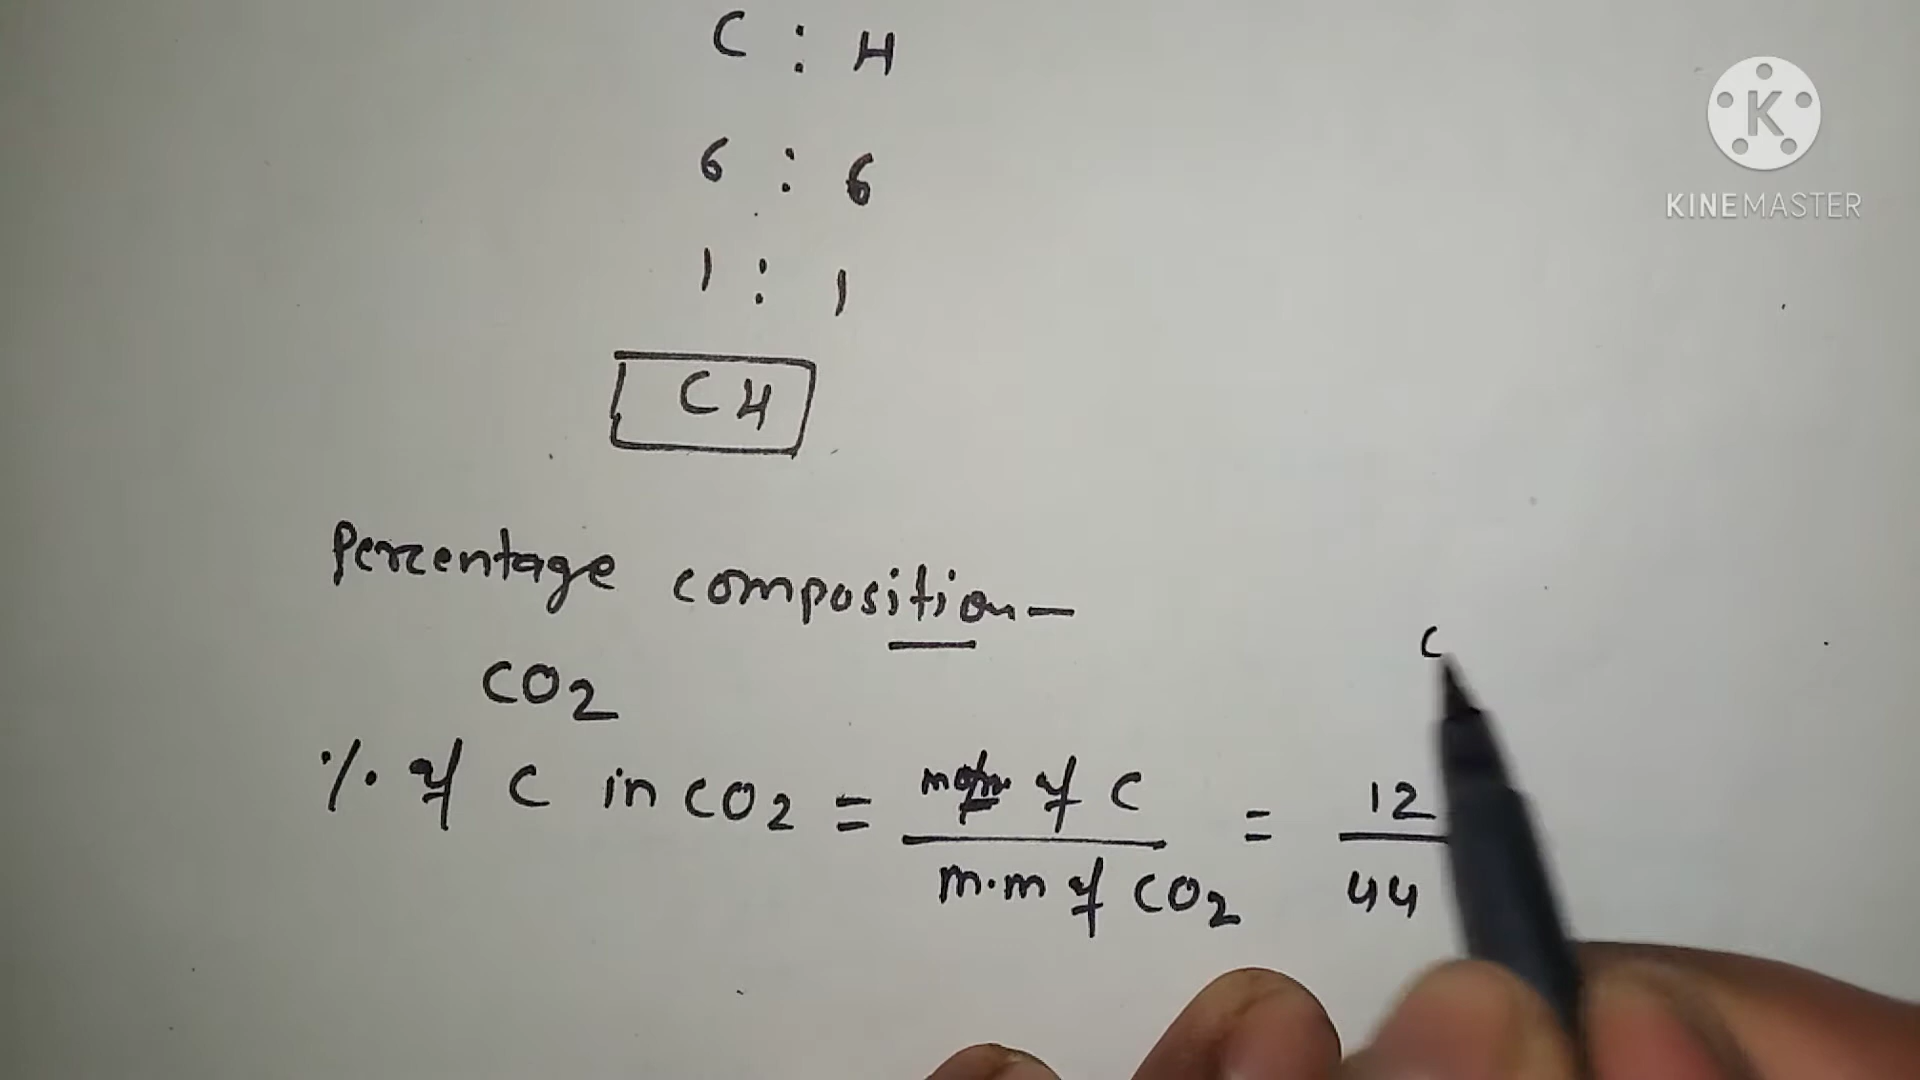 C : H
K
KINEMASTER
6 : 6
1 : 1
CH
Percentage composition—
C
CO2
% of C in CO2 = of C / m.m of CO2 = 12 / 44